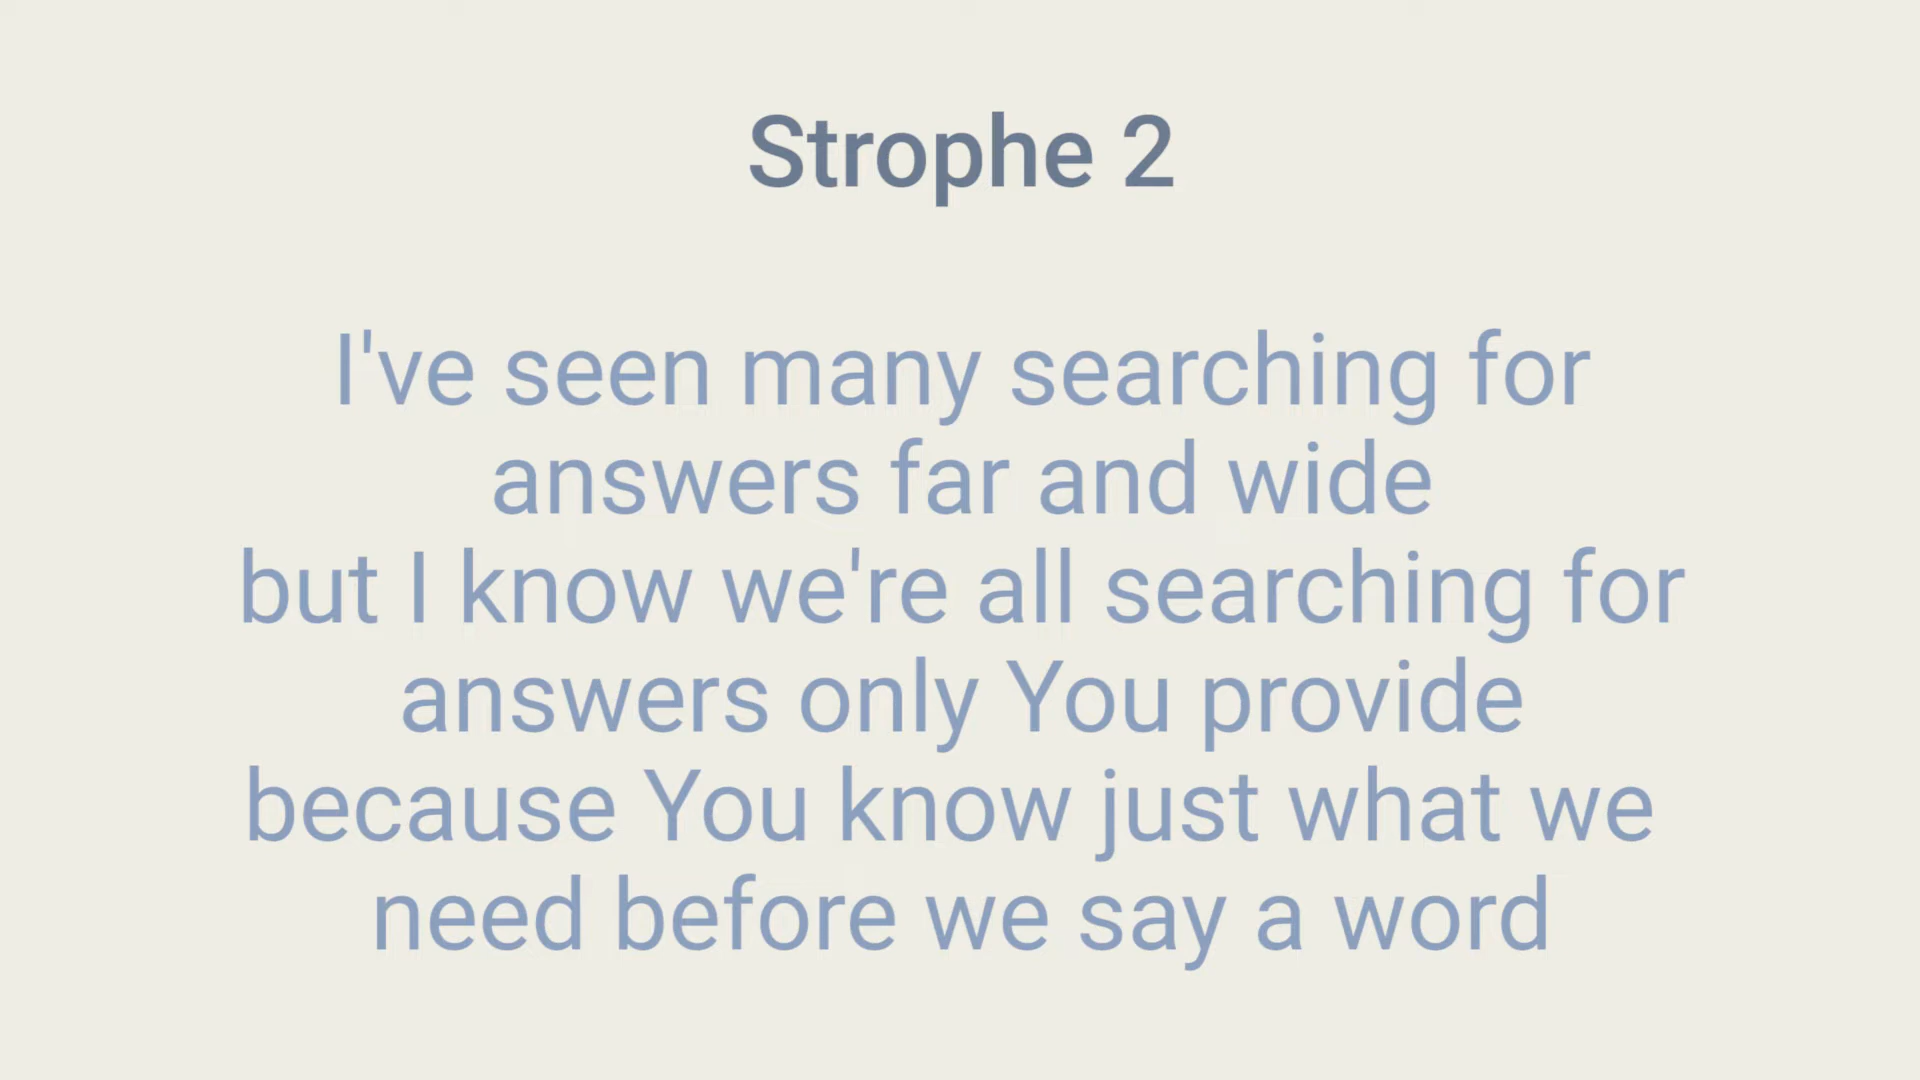 Strophe 2
I've seen many searching for
answers far and wide
but I know we're all searching for
answers only You provide
because You know just what we
need before we say a word